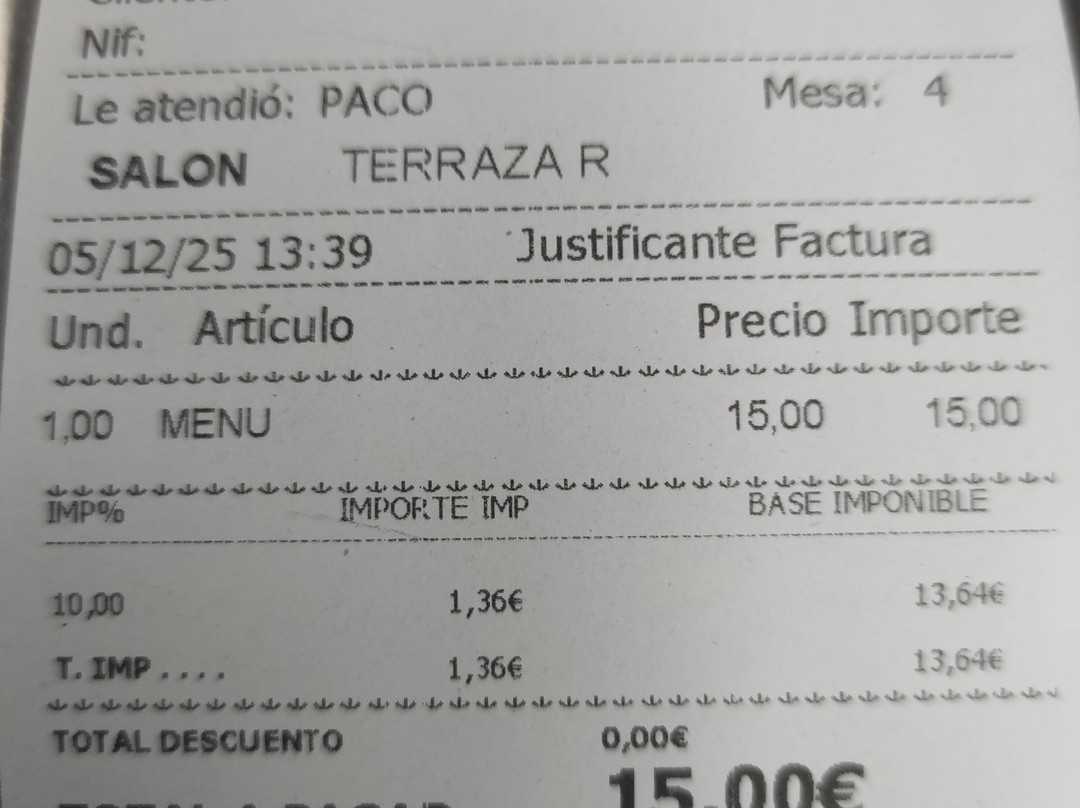 Nif:
Le atendió: PACO Mesa: 4
SALON TERRAZA R
05/12/25 13:39 Justificante Factura
Und. Artículo Precio Importe
1,00 MENU 15,00 15,00
IMP% IMPORTE IMP BASE IMPONIBLE
10,00 1,36€ 13,64€
T. IMP .... 1,36€ 13,64€
TOTAL DESCUENTO 0,00€
15,00€